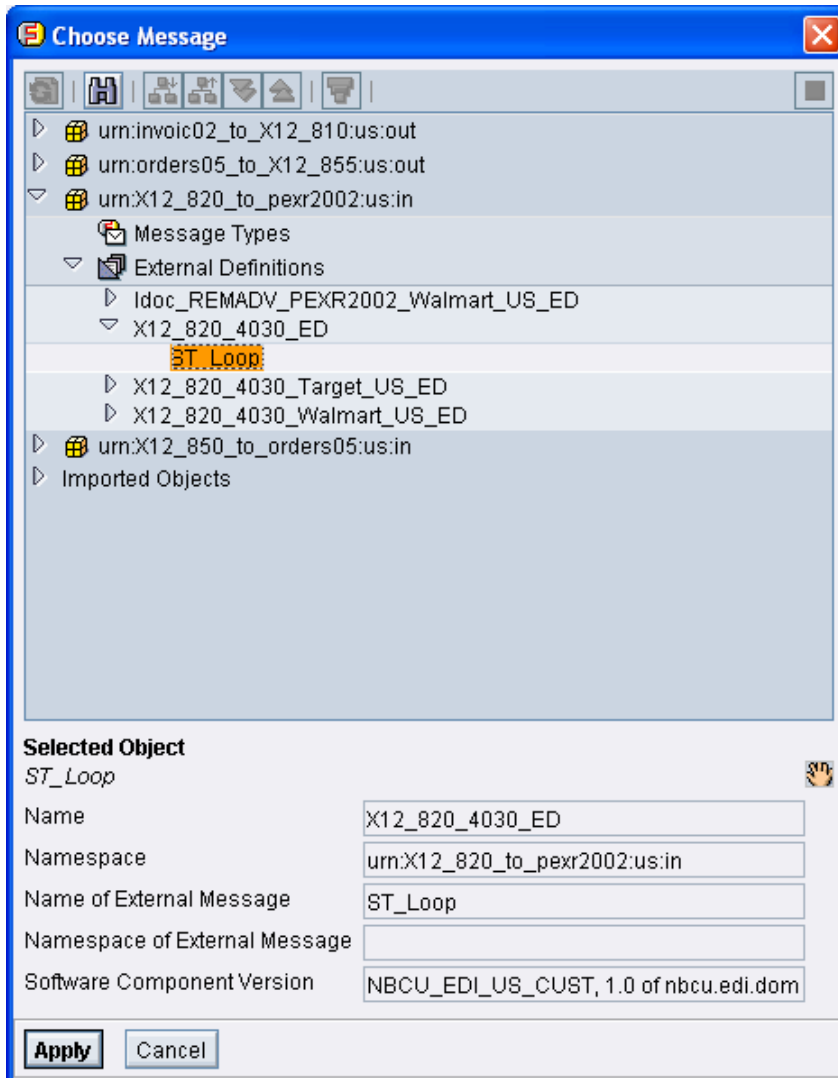 Choose Message
urn:invoic02_to_X12_810:us:out
urn:orders05_to_X12_855:us:out
urn:X12_820_to_pexr2002:us:in
Message Types
External Definitions
Idoc_REMADV_PEXR2002_Walmart_US_ED
X12_820_4030_ED
ST_Loop
X12_820_4030_Target_US_ED
X12_820_4030_Walmart_US_ED
urn:X12_850_to_orders05:us:in
Imported Objects
Selected Object
ST_Loop
Name X12_820_4030_ED
Namespace urn:X12_820_to_pexr2002:us:in
Name of External Message ST_Loop
Namespace of External Message
Software Component Version NBCU_EDI_US_CUST, 1.0 of nbcu.edi.dom
Apply Cancel